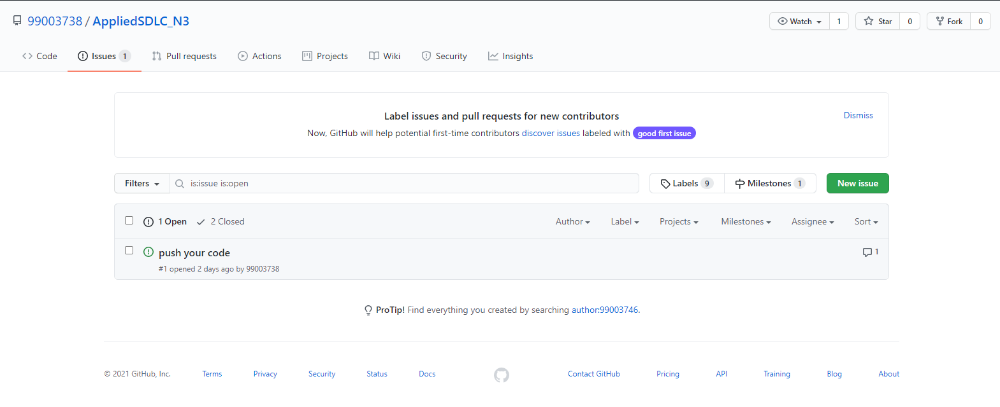 99003738 / AppliedSDLC_N3
Watch 1 Star 0 Fork 0
Code Issues 1 Pull requests Actions Projects Wiki Security Insights
Label issues and pull requests for new contributors
Dismiss
Now, GitHub will help potential first-time contributors discover issues labeled with good first issue
Filters is:issue is:open Labels 9 Milestones 1 New issue
1 Open 2 Closed Author Label Projects Milestones Assignee Sort
push your code 1
#1 opened 2 days ago by 99003738
ProTip! Find everything you created by searching author:99003746.
© 2021 GitHub, Inc. Terms Privacy Security Status Docs Contact GitHub Pricing API Training Blog About